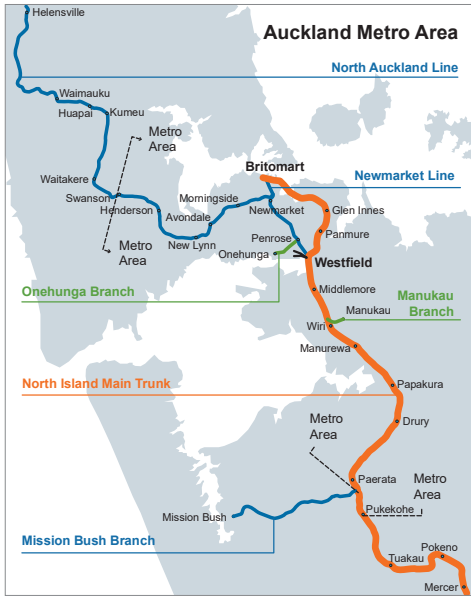 Helensville
Auckland Metro Area
North Auckland Line
Waimauku
Huapai
Kumeu
Metro
Area
Britomart
Waitakere
Newmarket Line
Swanson
Morningside
Henderson
Newmarket
Glen Innes
Avondale
Panmure
New Lynn
Penrose
Metro
Area
Onehunga
Westfield
Onehunga Branch
Middlemore
Manukau
Branch
Manukau
Wiri
Manurewa
North Island Main Trunk
Papakura
Metro
Area
Drury
Paerata
Metro
Area
Pukekohe
Mission Bush
Mission Bush Branch
Pokeno
Tuakau
Mercer